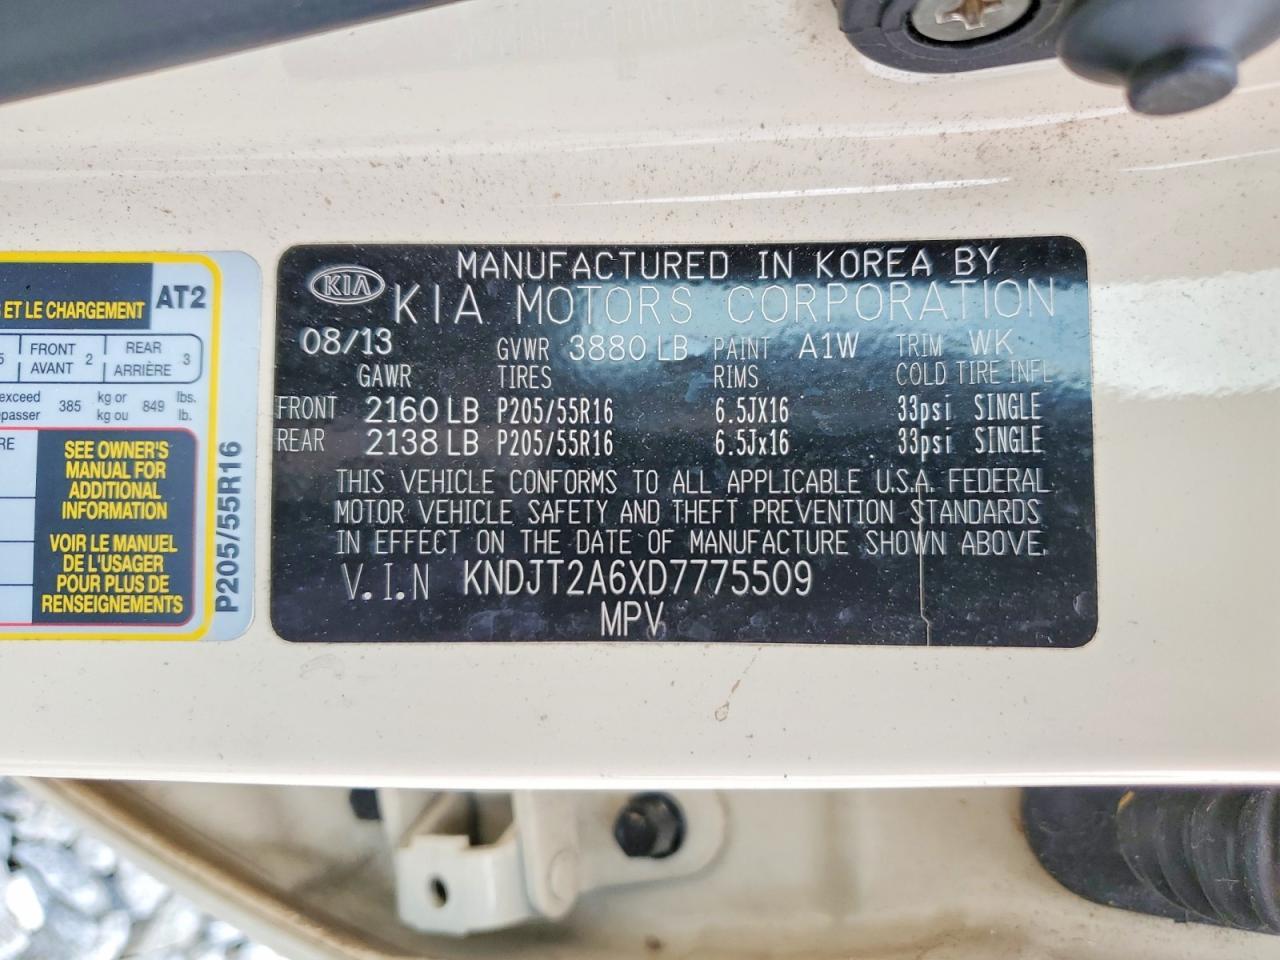 S ET LE CHARGEMENT AT2
5 FRONT AVANT 2 REAR ARRIÈRE 3
exceed passer 385 kg or kg ou 849 lbs. lb.
RE
SEE OWNER'S
MANUAL FOR
ADDITIONAL
INFORMATION
VOIR LE MANUEL
DE L'USAGER
POUR PLUS DE
RENSEIGNEMENTS
P205/55R16
KIA
MANUFACTURED IN KOREA BY
KIA MOTORS CORPORATION
08/13 GVWR 3880 LB PAINT A1W TRIM WK
GAWR TIRES RIMS COLD TIRE INFL
FRONT 2160 LB P205/55R16 6.5JX16 33psi SINGLE
REAR 2138 LB P205/55R16 6.5Jx16 33psi SINGLE
THIS VEHICLE CONFORMS TO ALL APPLICABLE U.S.A. FEDERAL
MOTOR VEHICLE SAFETY AND THEFT PREVENTION STANDARDS
IN EFFECT ON THE DATE OF MANUFACTURE SHOWN ABOVE.
V.I.N KNDJT2A6XD7775509
MPV